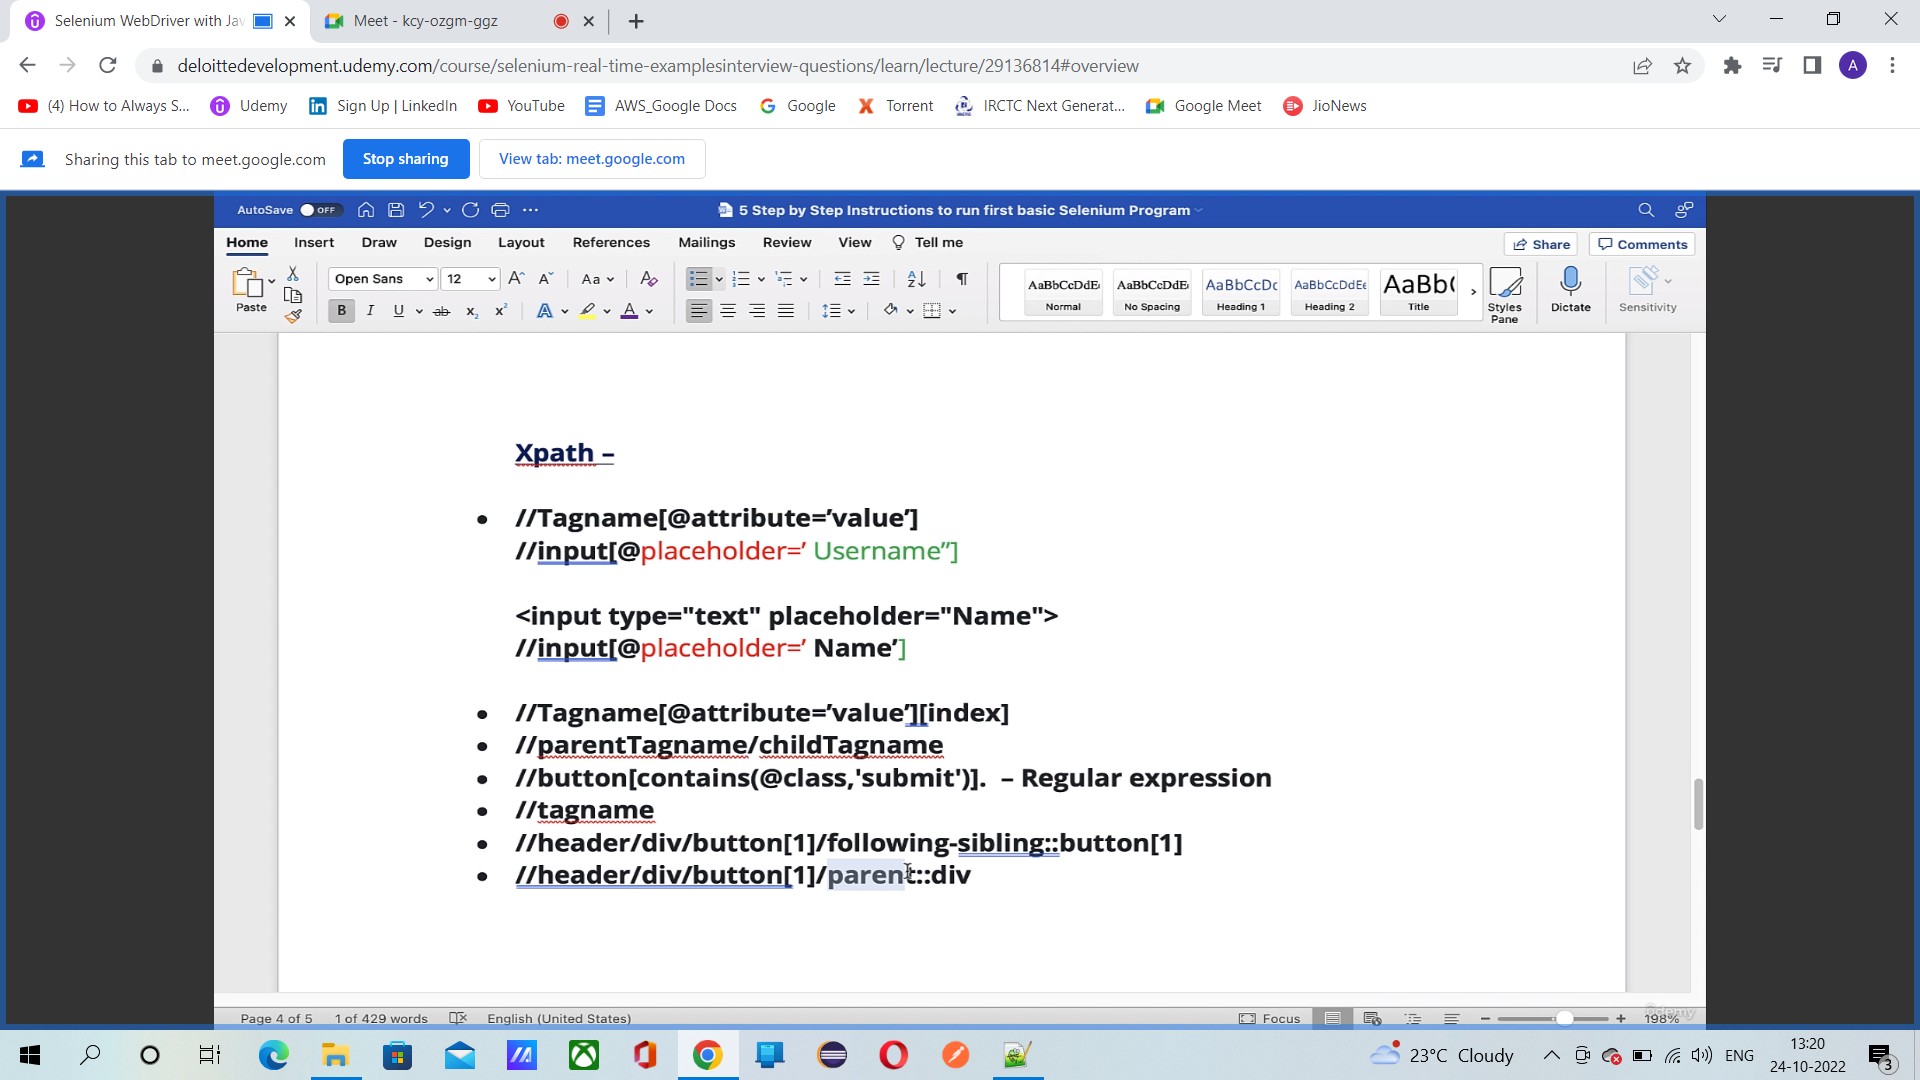 Selenium WebDriver with Jav
Meet - kcy-ozgm-ggz
deloittedevelopment.udemy.com/course/selenium-real-time-examplesinterview-questions/learn/lecture/29136814#overview
A
(4) How to Always S...
Udemy
Sign Up | LinkedIn
YouTube
AWS_Google Docs
Google
Torrent
IRCTC Next Generat...
Google Meet
JioNews
Sharing this tab to meet.google.com
Stop sharing
View tab: meet.google.com
AutoSave OFF
5 Step by Step Instructions to run first basic Selenium Program
Home Insert Draw Design Layout References Mailings Review View Tell me
Share Comments
Paste
Open Sans 12
AaBbCcDdEe Normal
AaBbCcDdEe No Spacing
AaBbCcDc Heading 1
AaBbCcDdEe Heading 2
AaBb( Title
Styles Pane
Dictate
Sensitivity
Xpath –
• //Tagname[@attribute=’value’]
//input[@placeholder=’ Username”]
<input type="text" placeholder="Name">
//input[@placeholder=’ Name’]
• //Tagname[@attribute=’value’][index]
• //parentTagname/childTagname
• //button[contains(@class,'submit')]. – Regular expression
• //tagname
• //header/div/button[1]/following-sibling::button[1]
• //header/div/button[1]/parent::div
Page 4 of 5 1 of 429 words English (United States)
Focus
198%
udemy
23°C Cloudy
ENG
13:20
24-10-2022
3